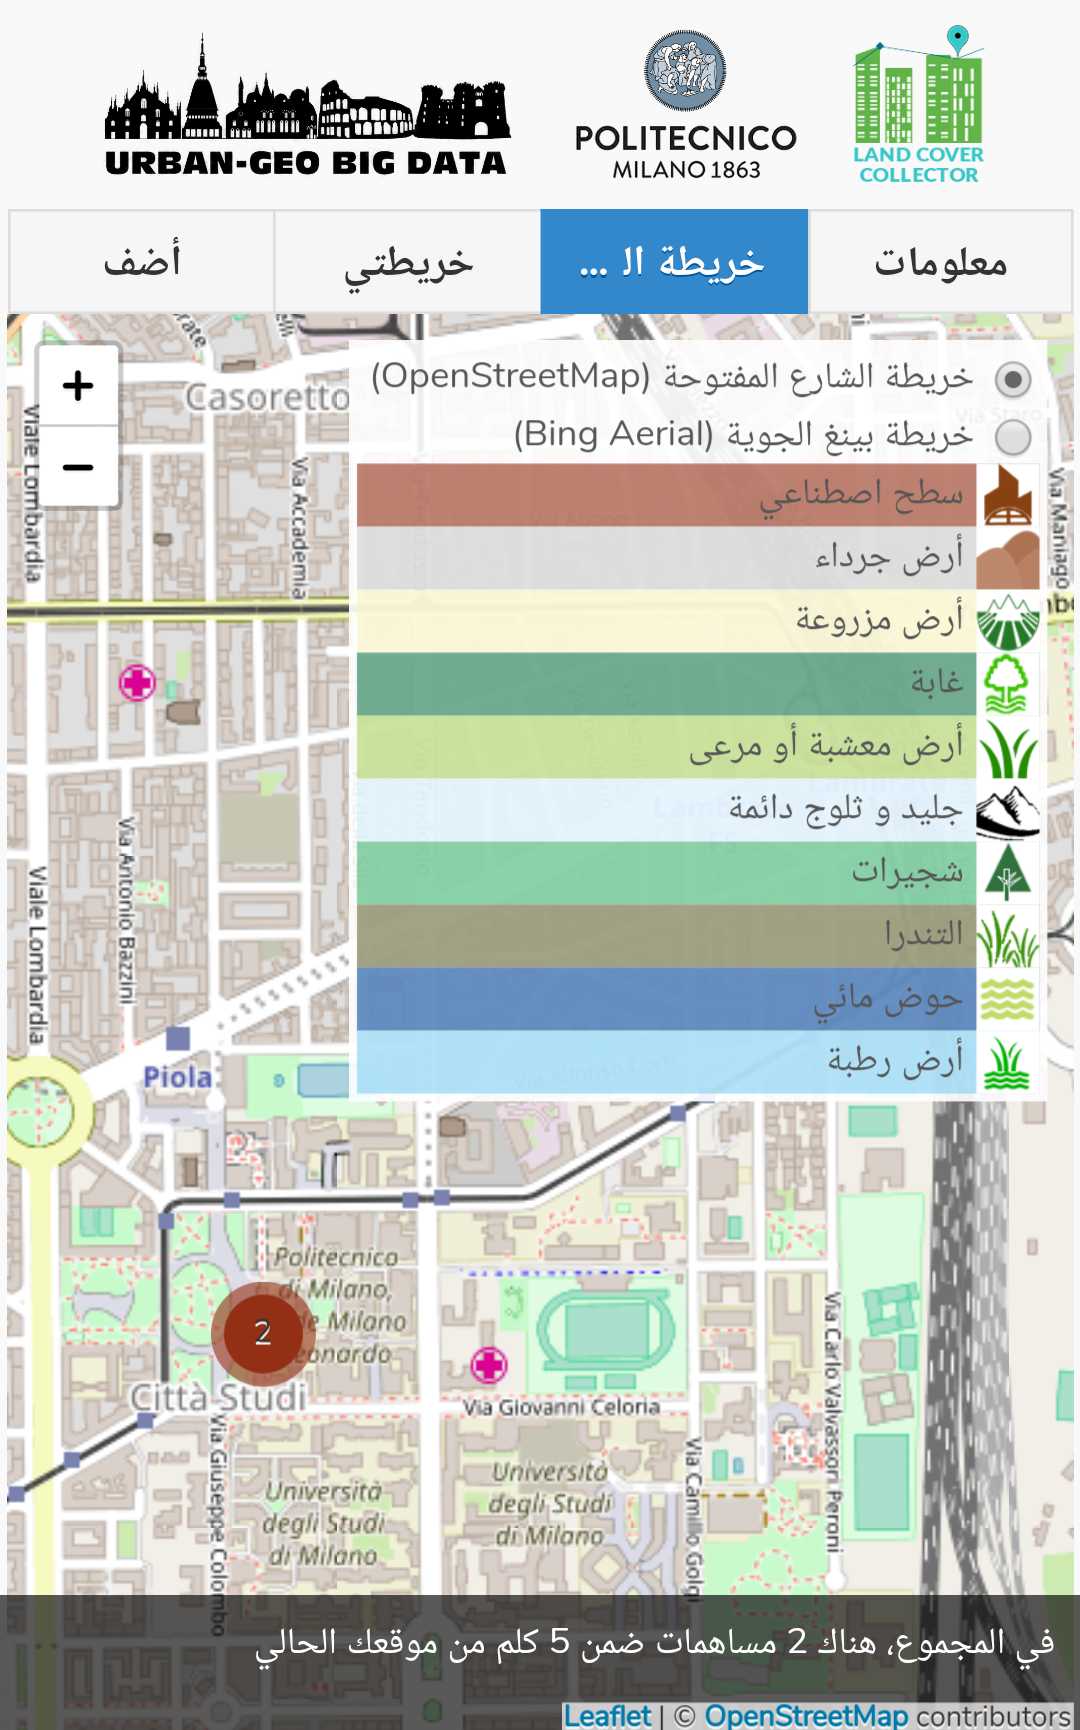 URBAN-GEO BIG DATA
POLITECNICO
MILANO 1863
LAND COVER
COLLECTOR
معلومات
خريطة الـ ...
خريطتي
أضف
+
−
خريطة الشارع المفتوحة (OpenStreetMap)
خريطة بينغ الجوية (Bing Aerial)
سطح اصطناعي
أرض جرداء
أرض مزروعة
غابة
أرض معشبة أو مرعى
جليد و ثلوج دائمة
شجيرات
التندرا
حوض مائي
أرض رطبة
Casoretto
Viale Lombardia
Via Accademia
Via Maniago
Via Antonio Bazzini
Viale Lombardia
Piola
Politecnico
di Milano,
Milano
Leonardo
2
Città Studi
Via Giovanni Celoria
Via Giuseppe Colombo
Università
degli Studi
di Milano
Università
degli Studi
di Milano
Via Camillo Golgi
Via Carlo Valvassori Peroni
في المجموع، هناك 2 مساهمات ضمن 5 كلم من موقعك الحالي
Leaflet | © OpenStreetMap contributors